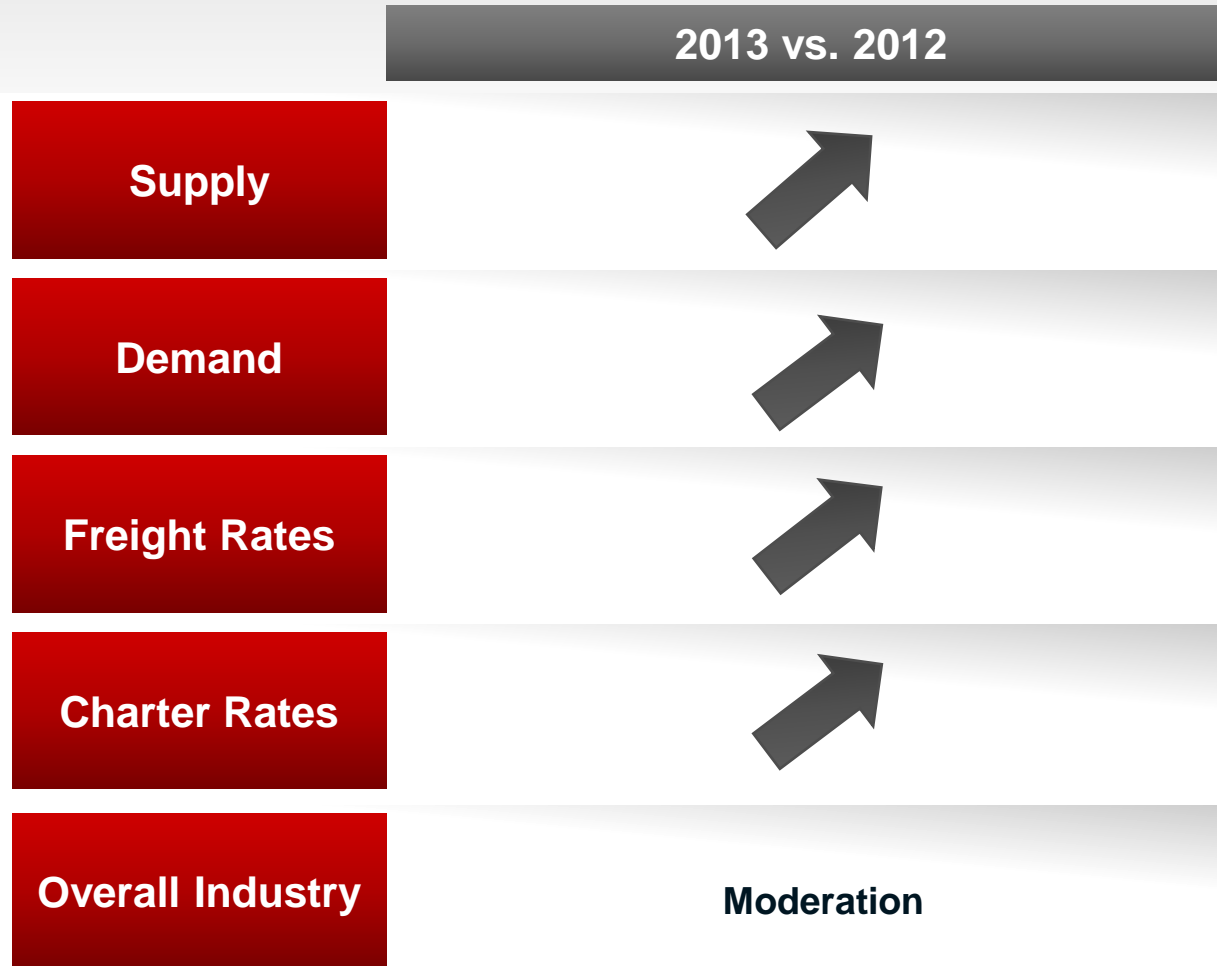 2013 vs. 2012
Supply
Demand
Freight Rates
Charter Rates
Overall Industry
Moderation